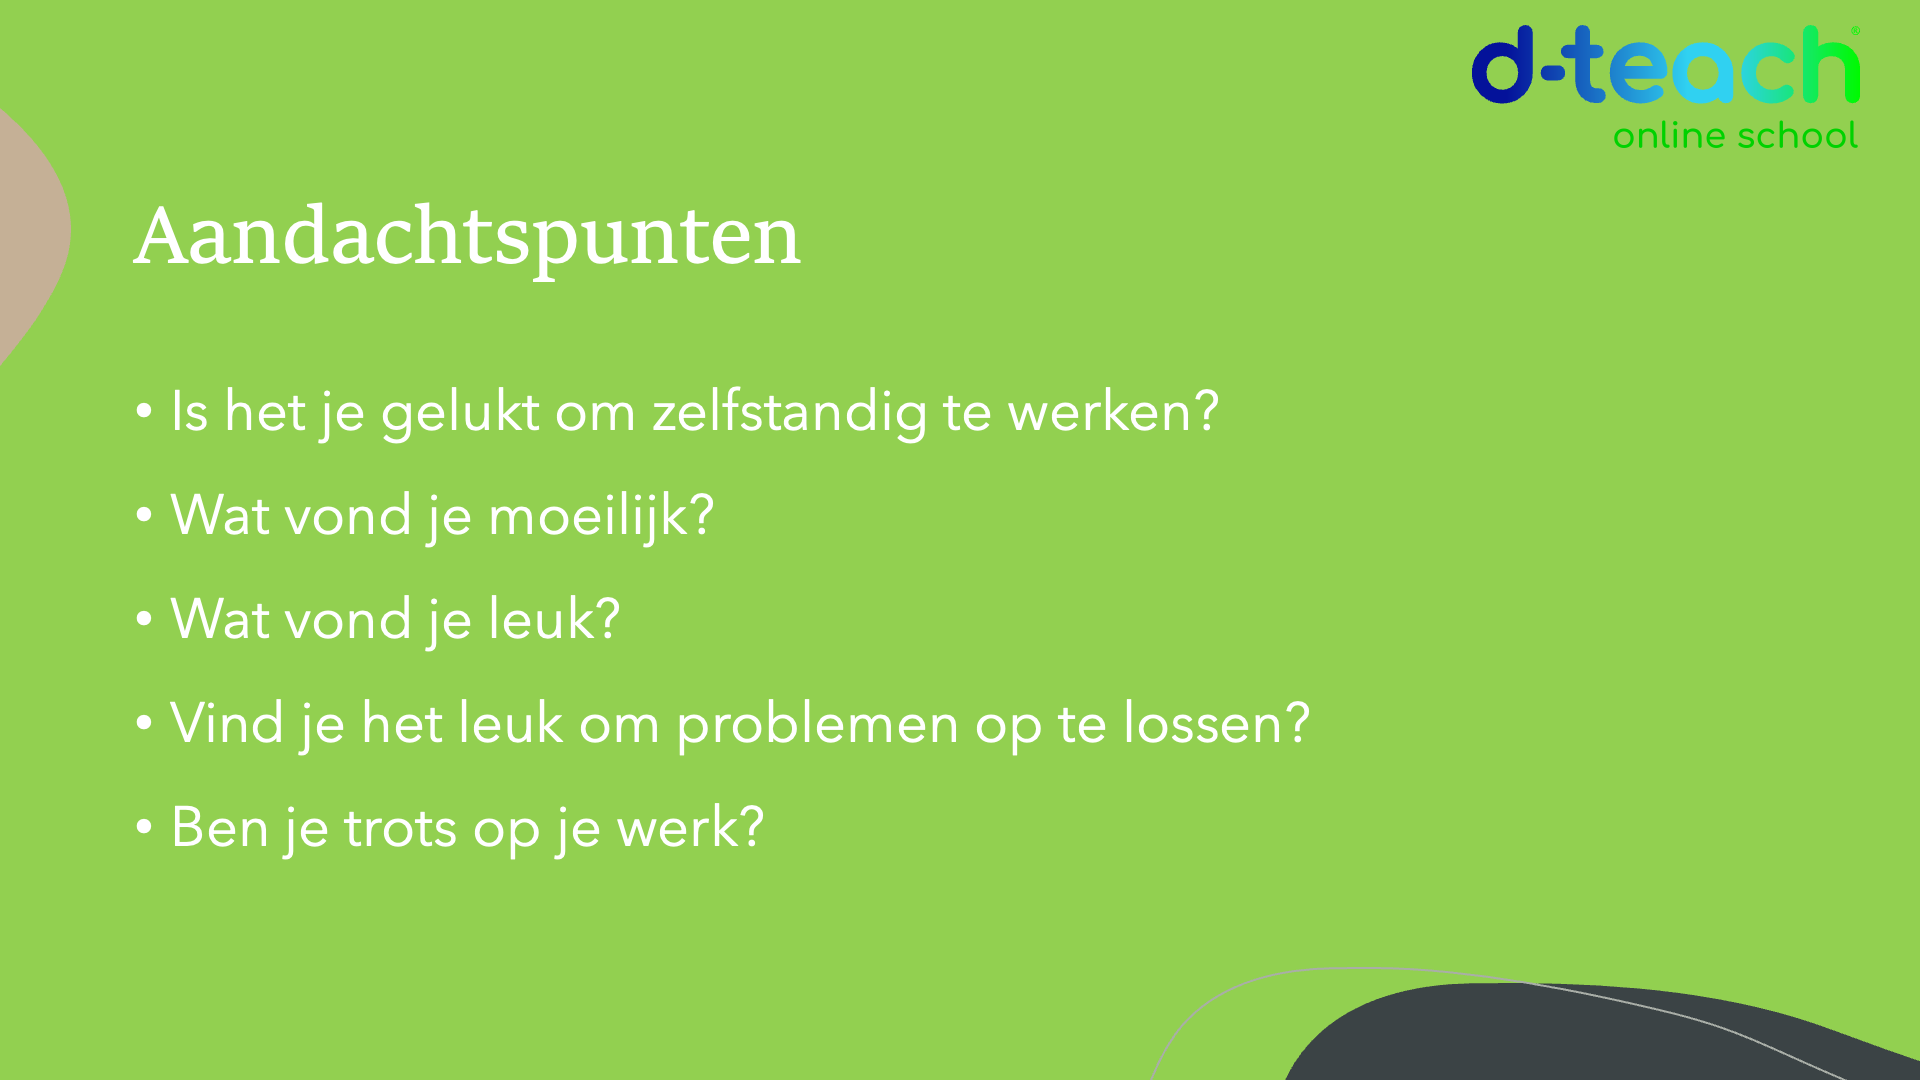 d-teach®
online school
Aandachtspunten
• Is het je gelukt om zelfstandig te werken?
• Wat vond je moeilijk?
• Wat vond je leuk?
• Vind je het leuk om problemen op te lossen?
• Ben je trots op je werk?